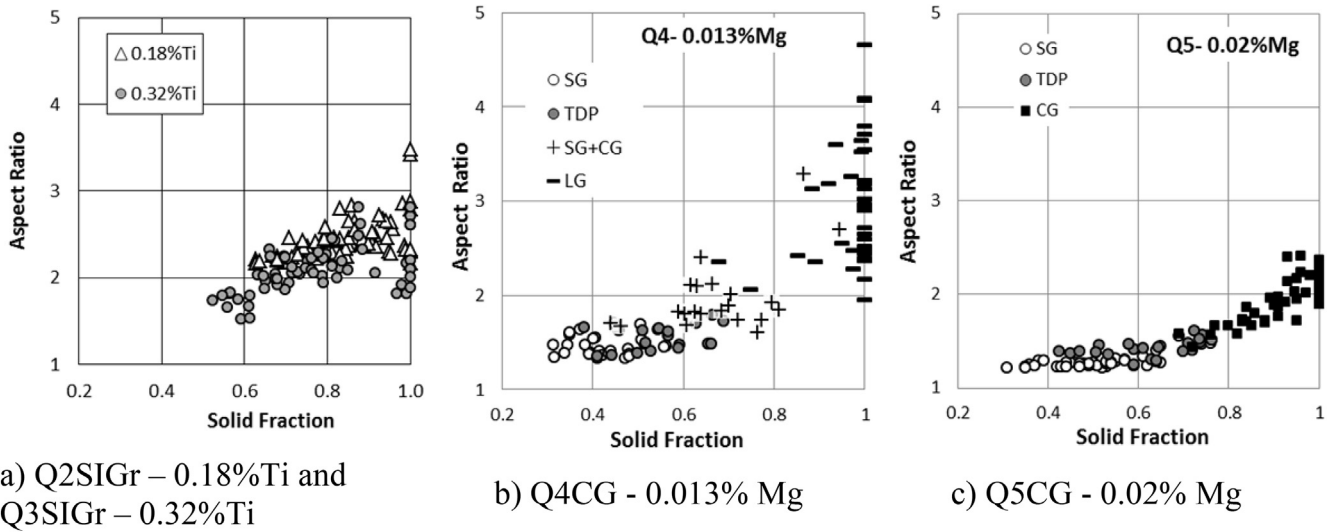 5
4
3
2
1
0.2
0.4
0.6
0.8
1.0
Aspect Ratio
Solid Fraction
0.18%Ti
0.32%Ti
5
4
3
2
1
0.2
0.4
0.6
0.8
1
Aspect Ratio
Solid Fraction
Q4- 0.013%Mg
SG
TDP
SG+CG
LG
5
4
3
2
1
0.2
0.4
0.6
0.8
1
Aspect Ratio
Solid Fraction
Q5- 0.02%Mg
SG
TDP
CG
a) Q2SIGr – 0.18%Ti and
Q3SIGr – 0.32%Ti
b) Q4CG - 0.013% Mg
c) Q5CG - 0.02% Mg